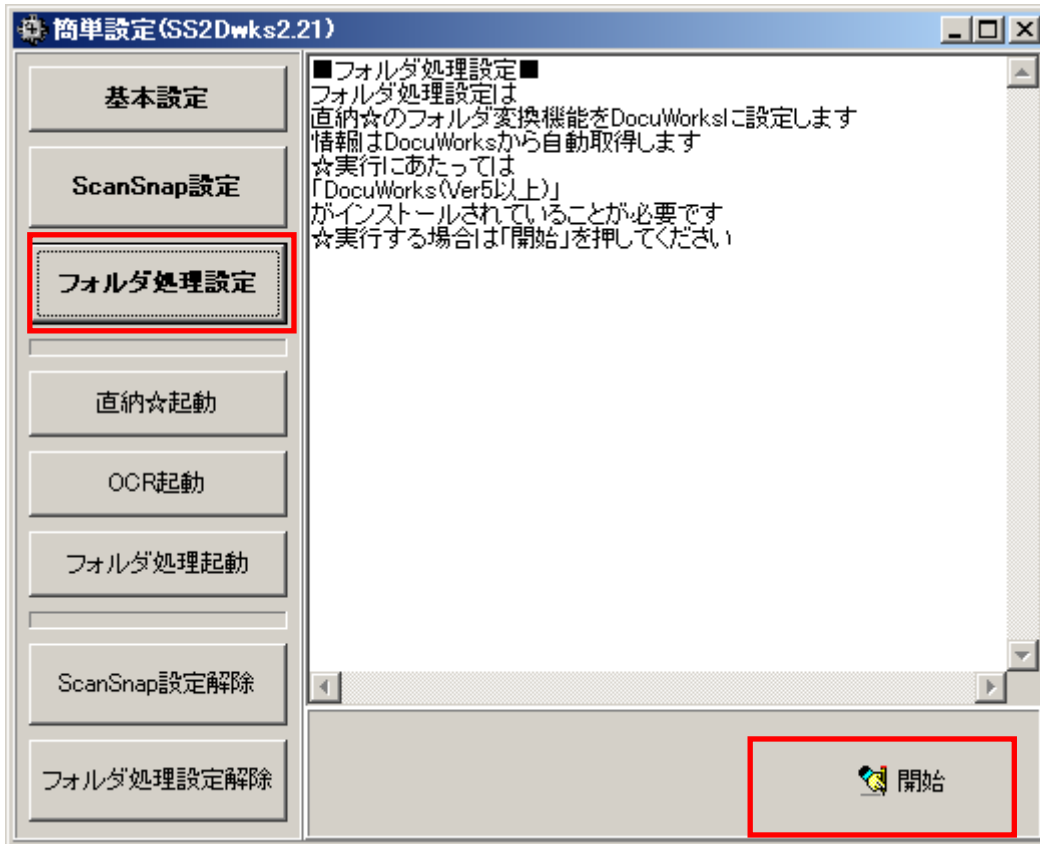 簡単設定(SS2Dwks2.21)
基本設定
ScanSnap設定
フォルダ処理設定
直納☆起動
OCR起動
フォルダ処理起動
ScanSnap設定解除
フォルダ処理設定解除
■フォルダ処理設定■
フォルダ処理設定は
直納☆のフォルダ変換機能をDocuWorksに設定します
情報はDocuWorksから自動取得します
☆実行にあたっては
「DocuWorks(Ver5以上)」
がインストールされていることが必要です
☆実行する場合は「開始」を押してください
開始